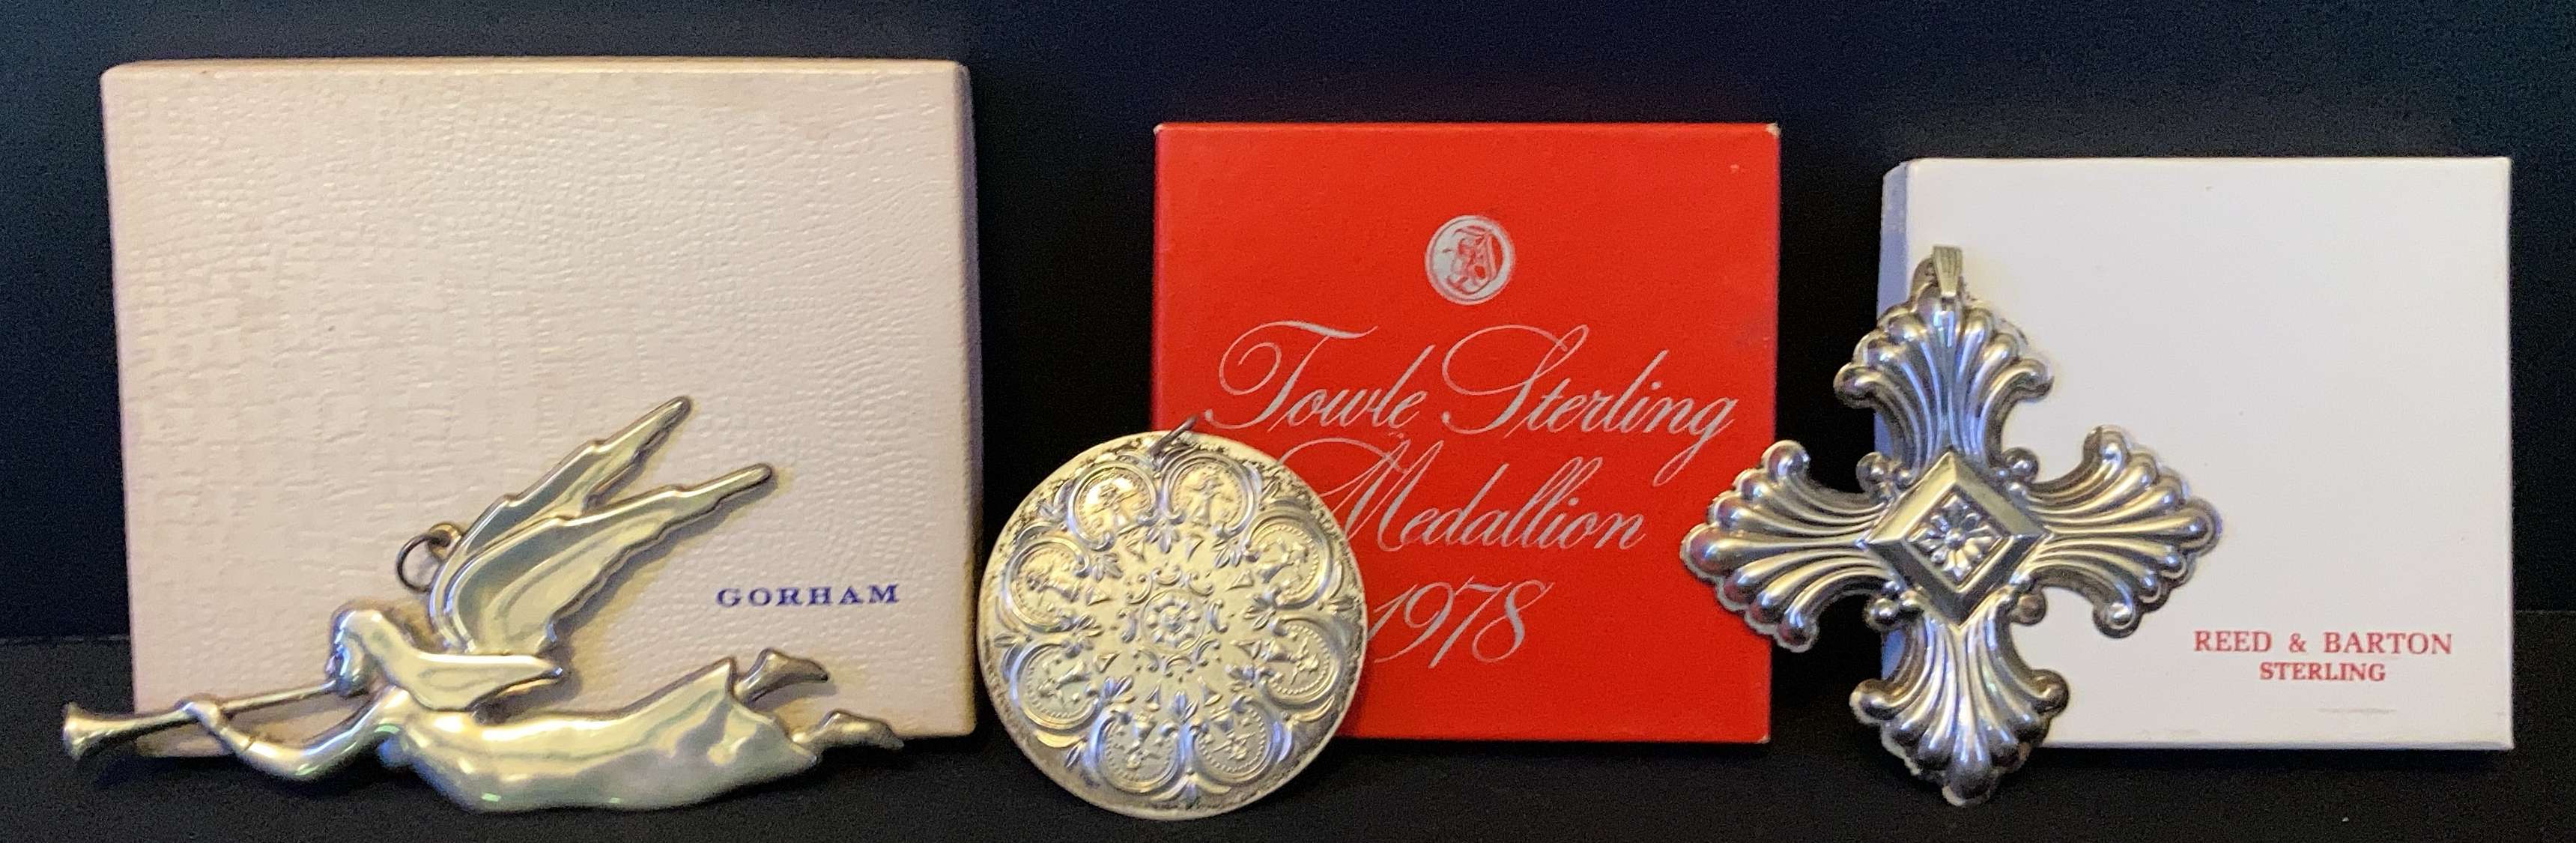 GORHAM
Towle Sterling
Medallion
1978
REED & BARTON
STERLING